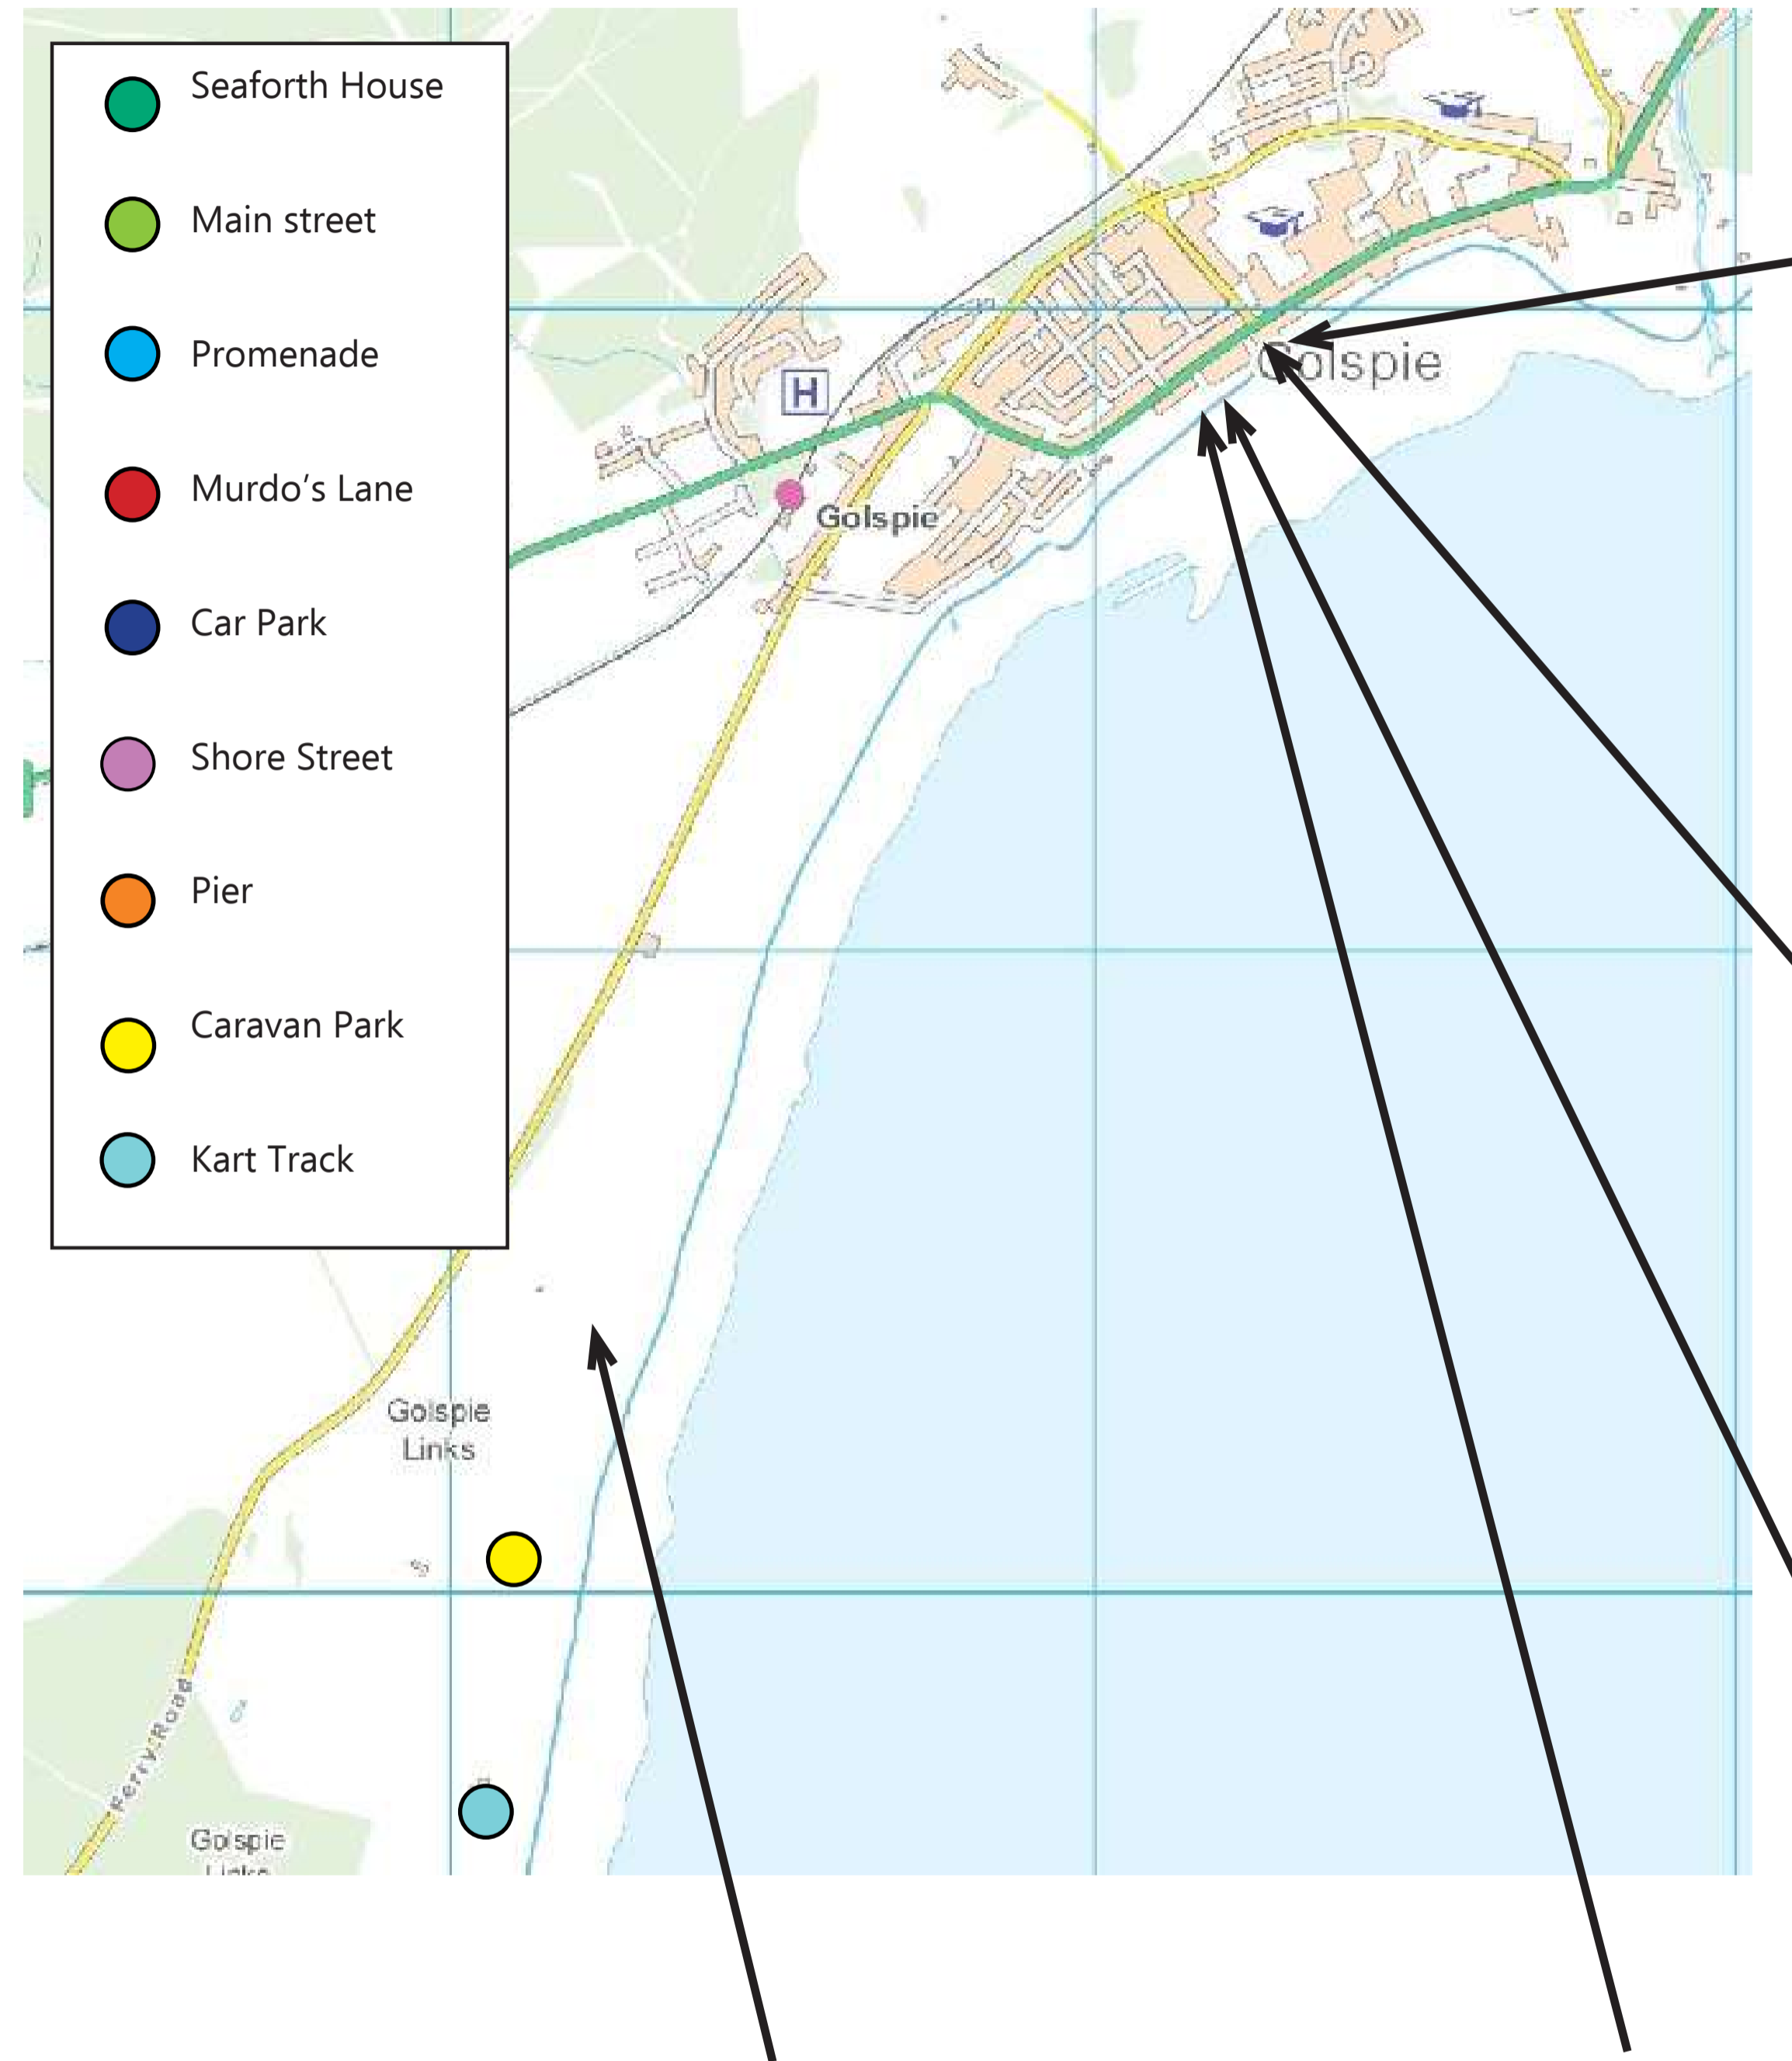 Seaforth House
Main street
Promenade
Murdo's Lane
Car Park
Shore Street
Pier
Caravan Park
Kart Track
H
Golspie
Golspie
Golspie
Links
Ferry Road
Golspie
Links